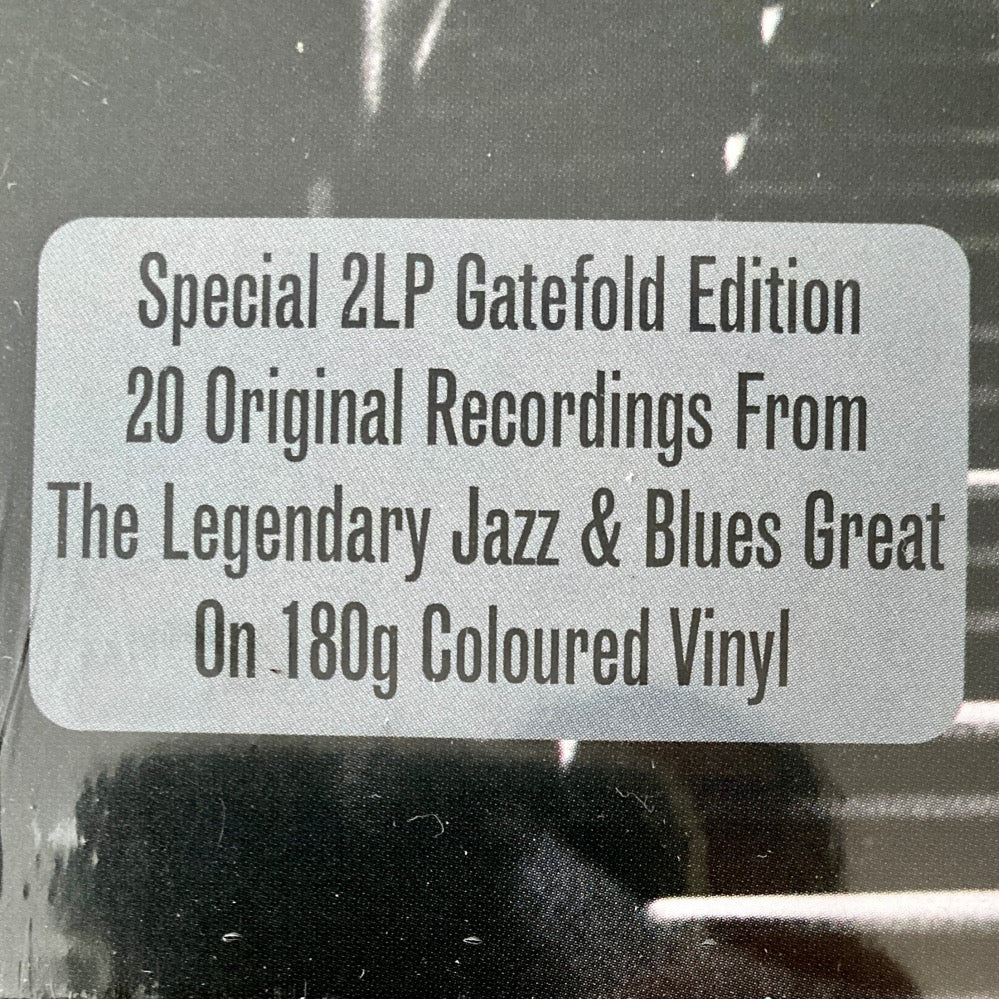 Special 2LP Gatefold Edition
20 Original Recordings From
The Legendary Jazz & Blues Great
On 180g Coloured Vinyl